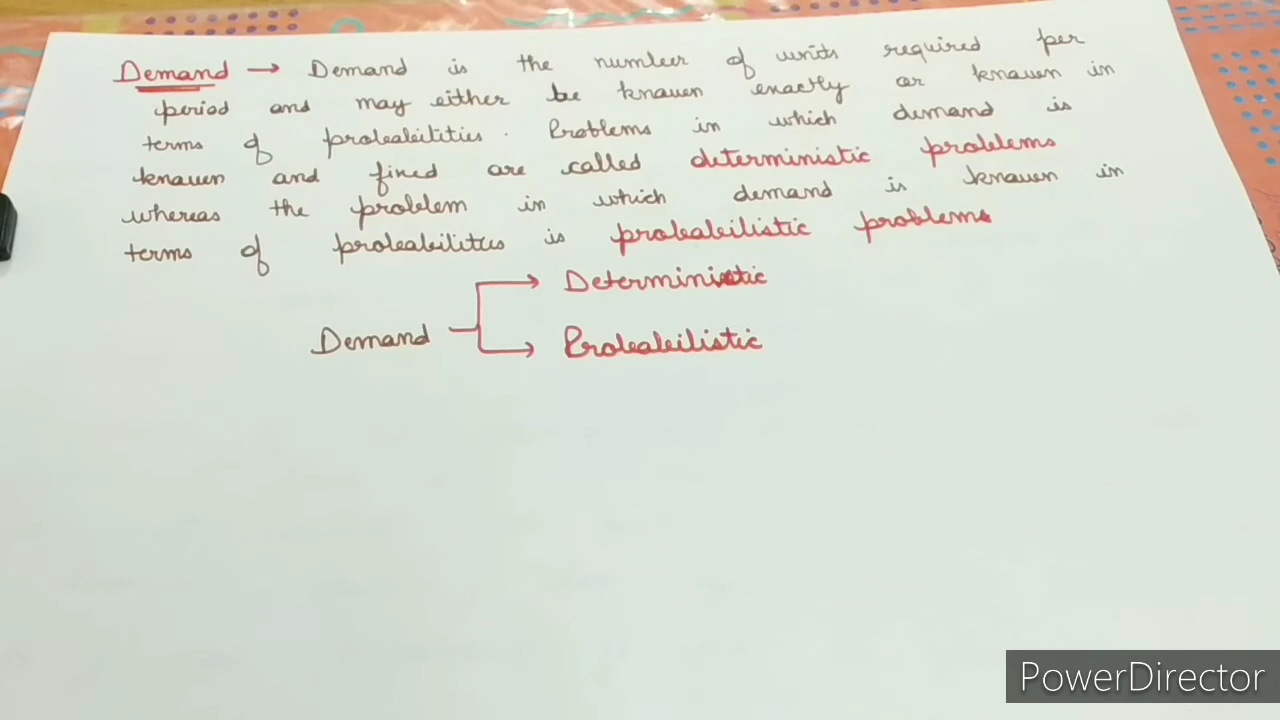 Demand → Demand is the number of units required per
period and may either be known exactly or known in
terms of probabilities. Problems in which demand is
known and fixed are called deterministic problems
whereas the problem in which demand is known in
terms of probabilities is probabilistic problems
Deterministic
Demand
Probabilistic
PowerDirector